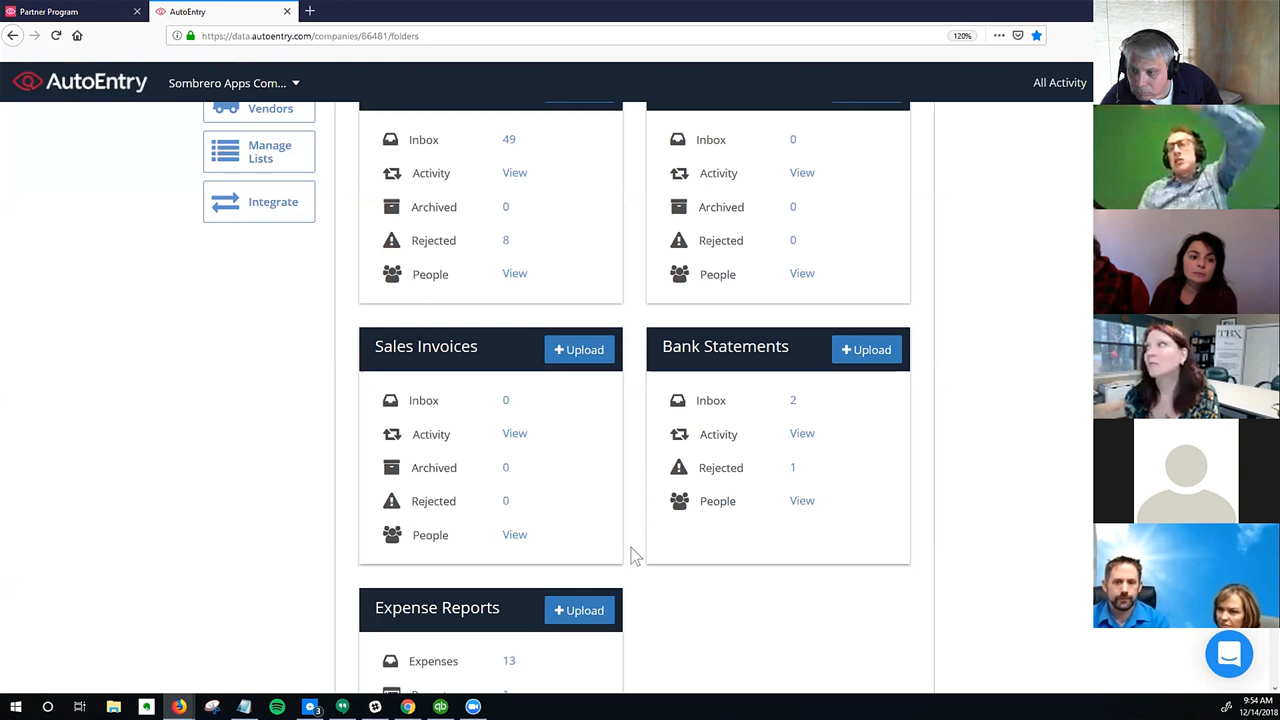 Partner Program
AutoEntry
https://data.autoentry.com/companies/86481/folders
120%
AutoEntry
Sombrero Apps Com...
All Activity
Vendors
Manage
Lists
Integrate
Inbox 49
Activity View
Archived 0
Rejected 8
People View
Inbox 0
Activity View
Archived 0
Rejected 0
People View
Sales Invoices
+ Upload
Inbox 0
Activity View
Archived 0
Rejected 0
People View
Bank Statements
+ Upload
Inbox 2
Activity View
Rejected 1
People View
Expense Reports
+ Upload
Expenses 13
TBX
3
qb
9:54 AM
12/14/2018